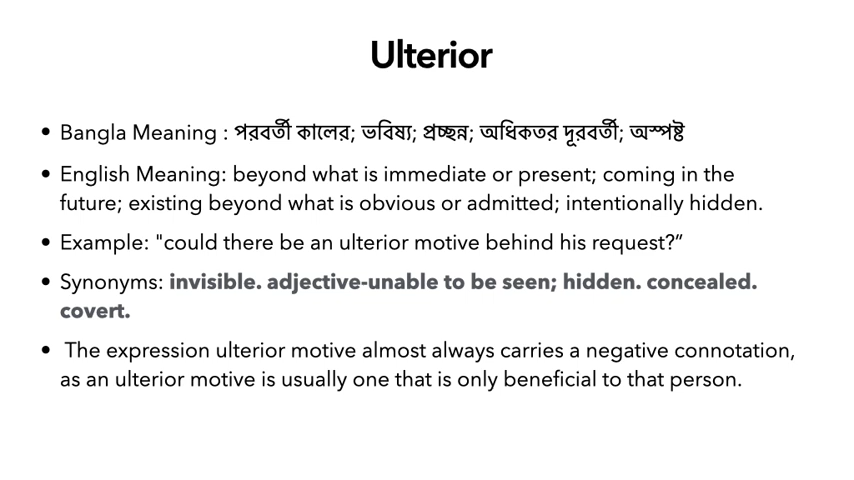 Ulterior
• Bangla Meaning : পরবর্তী কালের; ভবিষ্য; প্রচ্ছন্ন; অধিকতর দূরবর্তী; অস্পষ্ট
• English Meaning: beyond what is immediate or present; coming in the
future; existing beyond what is obvious or admitted; intentionally hidden.
• Example: "could there be an ulterior motive behind his request?”
• Synonyms: invisible. adjective-unable to be seen; hidden. concealed.
covert.
• The expression ulterior motive almost always carries a negative connotation,
as an ulterior motive is usually one that is only beneficial to that person.